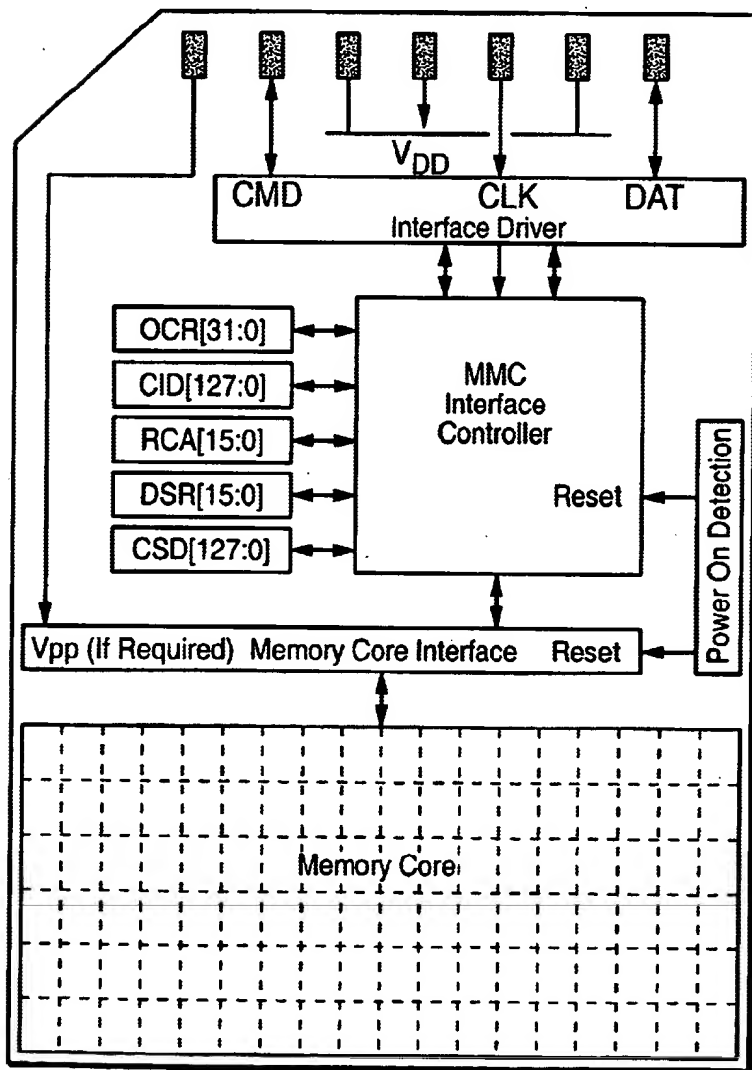 VDD
CMD CLK DAT
Interface Driver
OCR[31:0]
CID[127:0]
RCA[15:0]
DSR[15:0]
CSD[127:0]
MMC
Interface
Controller
Reset
Power On Detection
Vpp (If Required) Memory Core Interface Reset
Memory Core